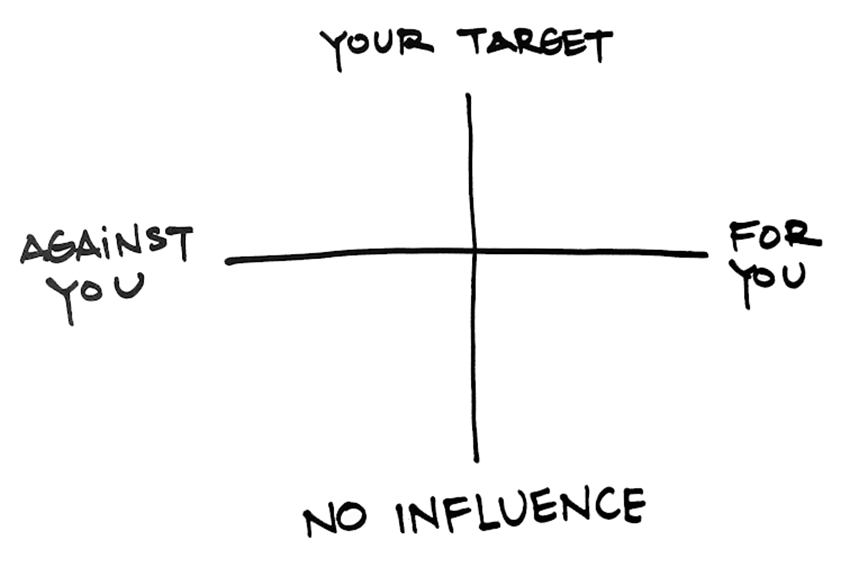 YOUR TARGET
AGAiNST
YOU
FOR
YOU
NO INFLUENCE